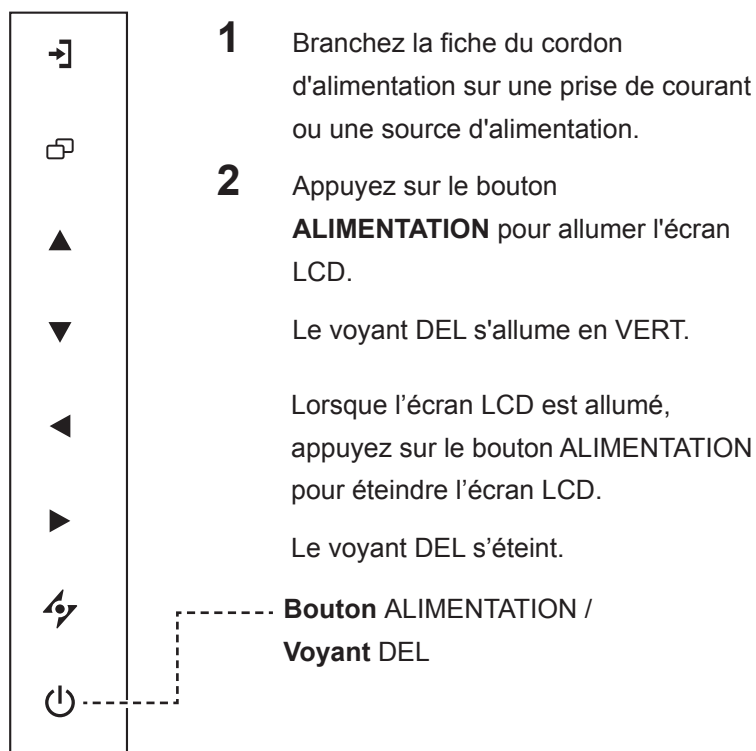 1 Branchez la fiche du cordon
d'alimentation sur une prise de courant
ou une source d'alimentation.
2 Appuyez sur le bouton
ALIMENTATION pour allumer l'écran
LCD.
Le voyant DEL s'allume en VERT.
Lorsque l’écran LCD est allumé,
appuyez sur le bouton ALIMENTATION
pour éteindre l’écran LCD.
Le voyant DEL s’éteint.
Bouton ALIMENTATION /
Voyant DEL